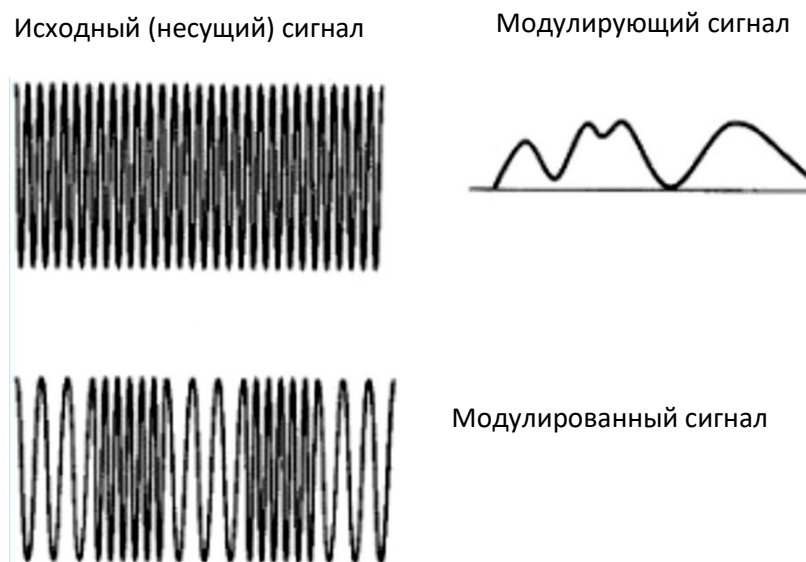 Исходный (несущий) сигнал
Модулирующий сигнал
Модулированный сигнал